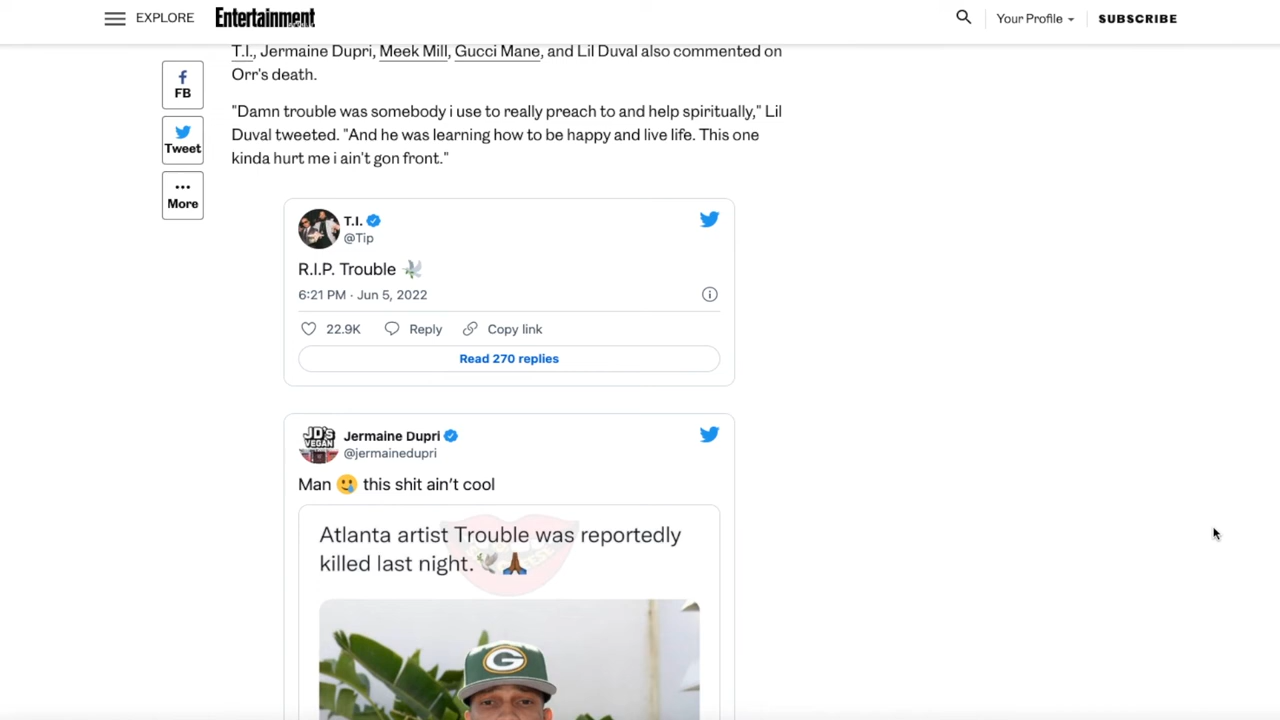 EXPLORE
Entertainment
Your Profile
SUBSCRIBE
T.I., Jermaine Dupri, Meek Mill, Gucci Mane, and Lil Duval also commented on
Orr's death.
FB
Tweet
More
"Damn trouble was somebody i use to really preach to and help spiritually," Lil
Duval tweeted. "And he was learning how to be happy and live life. This one
kinda hurt me i ain't gon front."
T.I.
@Tip
R.I.P. Trouble 🕊
6:21 PM · Jun 5, 2022
22.9K
Reply
Copy link
Read 270 replies
JD'S
VEGAN
Jermaine Dupri
@jermainedupri
Man 🥲 this shit ain’t cool
Atlanta artist Trouble was reportedly
killed last night.🕊🙏🏾
G